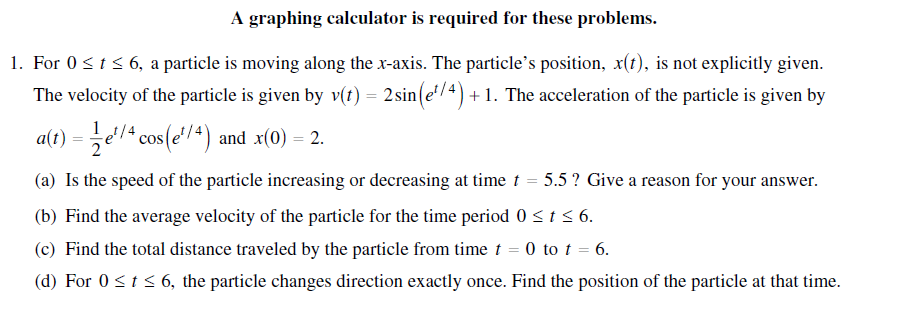 A graphing calculator is required for these problems.
1. For 0 ≤ t ≤ 6, a particle is moving along the x-axis. The particle's position, x(t), is not explicitly given.
The velocity of the particle is given by v(t) = 2sin(e^{t/4}) + 1. The acceleration of the particle is given by
a(t) = \frac{1}{2}e^{t/4} cos(e^{t/4}) and x(0) = 2.
(a) Is the speed of the particle increasing or decreasing at time t = 5.5 ? Give a reason for your answer.
(b) Find the average velocity of the particle for the time period 0 ≤ t ≤ 6.
(c) Find the total distance traveled by the particle from time t = 0 to t = 6.
(d) For 0 ≤ t ≤ 6, the particle changes direction exactly once. Find the position of the particle at that time.